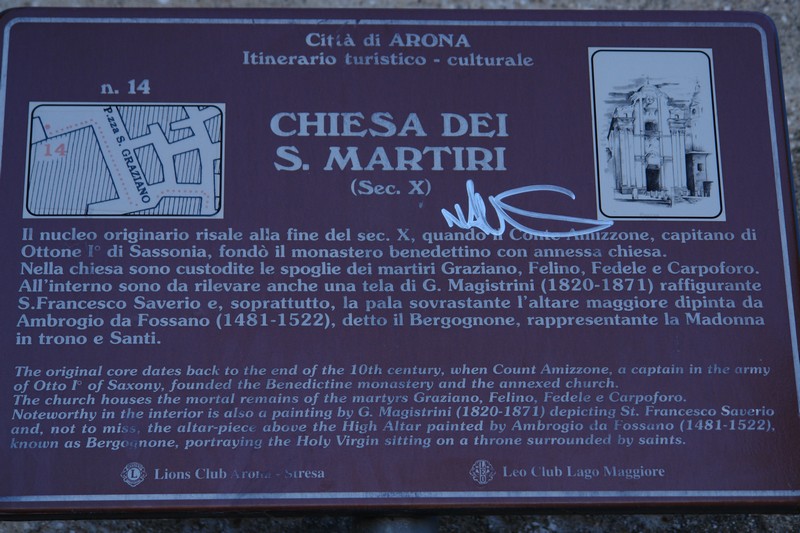 Città di ARONA
Itinerario turistico - culturale
n. 14
P.zza S. GRAZIANO
14
CHIESA DEI
S. MARTIRI
(Sec. X)
Il nucleo originario risale alla fine del sec. X, quando il Conte Amizzone, capitano di
Ottone I° di Sassonia, fondò il monastero benedettino con annessa chiesa.
Nella chiesa sono custodite le spoglie dei martiri Graziano, Felino, Fedele e Carpoforo.
All'interno sono da rilevare anche una tela di G. Magistrini (1820-1871) raffigurante
S.Francesco Saverio e, soprattutto, la pala sovrastante l'altare maggiore dipinta da
Ambrogio da Fossano (1481-1522), detto il Bergognone, rappresentante la Madonna
in trono e Santi.
The original core dates back to the end of the 10th century, when Count Amizzone, a captain in the army
of Otto I° of Saxony, founded the Benedictine monastery and the annexed church.
The church houses the mortal remains of the martyrs Graziano, Felino, Fedele e Carpoforo.
Noteworthy in the interior is also a painting by G. Magistrini (1820-1871) depicting St. Francesco Saverio
and, not to miss, the altar-piece above the High Altar painted by Ambrogio da Fossano (1481-1522),
known as Bergognone, portraying the Holy Virgin sitting on a throne surrounded by saints.
Lions Club Arona - Stresa
Leo Club Lago Maggiore